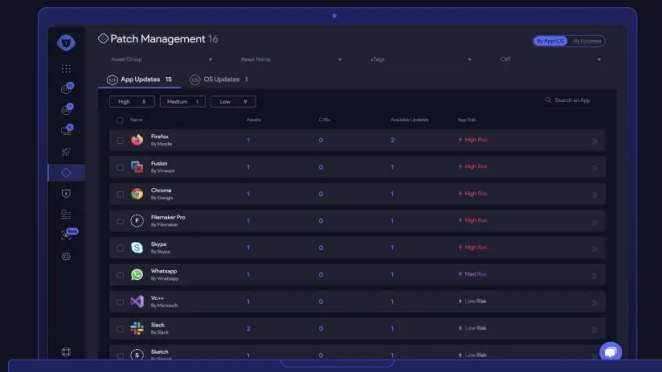 Patch Management 16
By App/OS By Updates
Asset Group Asset Name +Tags CVE
App Updates 15 OS Updates 1
High 5 Medium 1 Low 9 Search an App
Name Assets CVEs Available Updates App Risk
Firefox 1 0 2 High Risk
By Mozilla
Fusion 1 0 1 High Risk
By Vmware
Chrome 1 0 1 High Risk
By Google
Filemaker Pro 1 0 1 High Risk
F
By Filemaker
Skype 1 0 1 High Risk
By Skype
Whatsapp 1 0 1 Med Risk
By Whatsapp
Vc++ 1 0 1 Low Risk
By Microsoft
Slack 2 0 1 Low Risk
By Slack
Sketch 1 0 1 Low Risk
S
Beta